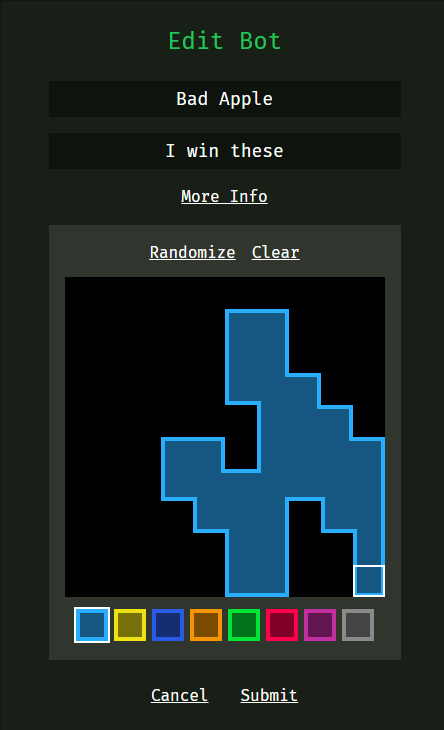 Edit Bot
Bad Apple
I win these
More Info
Randomize Clear
Cancel Submit